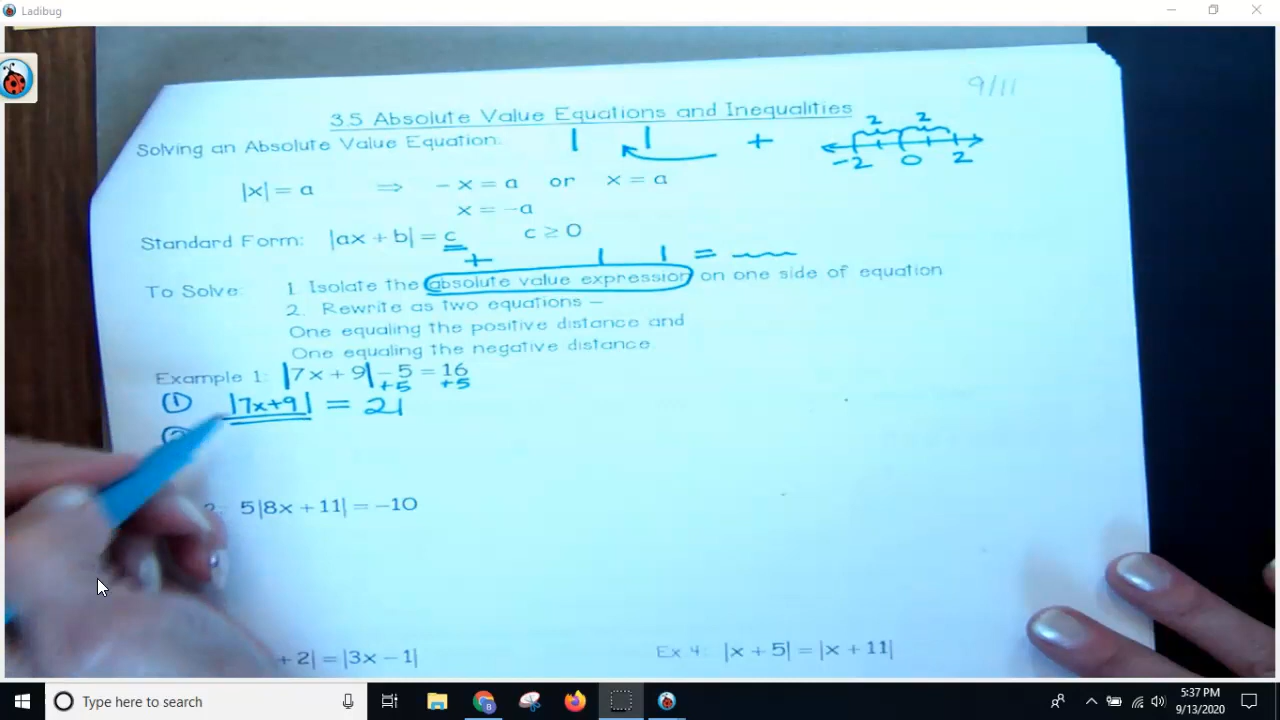 Ladibug
9/11
3.5 Absolute Value Equations and Inequalities
Solving an Absolute Value Equation:
| | +
2 2
-2 0 2
|x| = a ⇒ - x = a or x = a
x = -a
Standard Form: |ax + b| = c c ≥ 0
+ | | = __
To Solve: 1. Isolate the absolute value expression on one side of equation
2. Rewrite as two equations –
One equaling the positive distance and
One equaling the negative distance.
Example 1: |7x + 9| - 5 = 16
+5 +5
① |7x+9| = 21
②
2: 5|8x + 11| = -10
+ 2| = |3x - 1| Ex 4: |x + 5| = |x + 11|
Type here to search
5:37 PM
9/13/2020